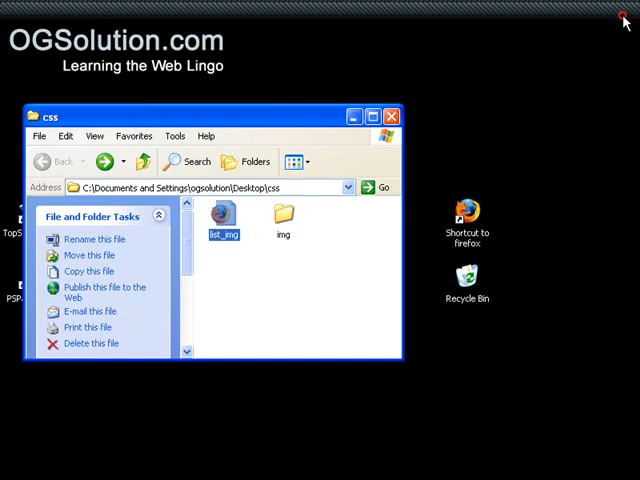 OGSolution.com
Learning the Web Lingo
css
File Edit View Favorites Tools Help
Back Search Folders
Address C:\Documents and Settings\ogsolution\Desktop\css Go
File and Folder Tasks
Rename this file
Move this file
Copy this file
Publish this file to the
Web
E-mail this file
Print this file
Delete this file
list_img
img
TopS
PSP
Shortcut to
firefox
Recycle Bin